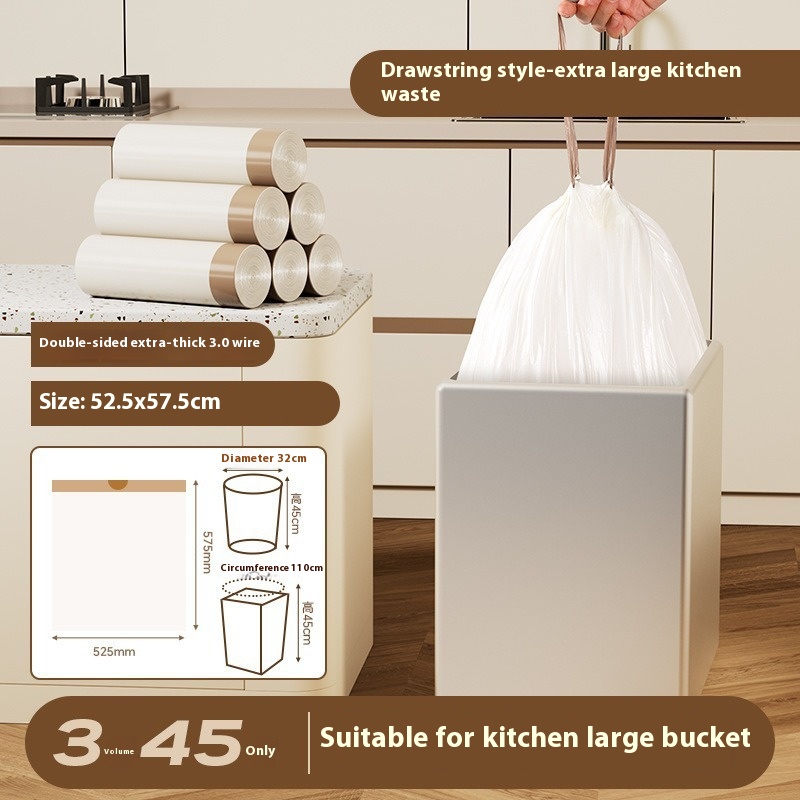 Drawstring style-extra large kitchen
waste
Double-sided extra-thick 3.0 wire
Size: 52.5x57.5cm
Diameter 32cm
高45cm
575mm
Circumference 110cm
高45cm
525mm
3 Volume 45 Only
Suitable for kitchen large bucket